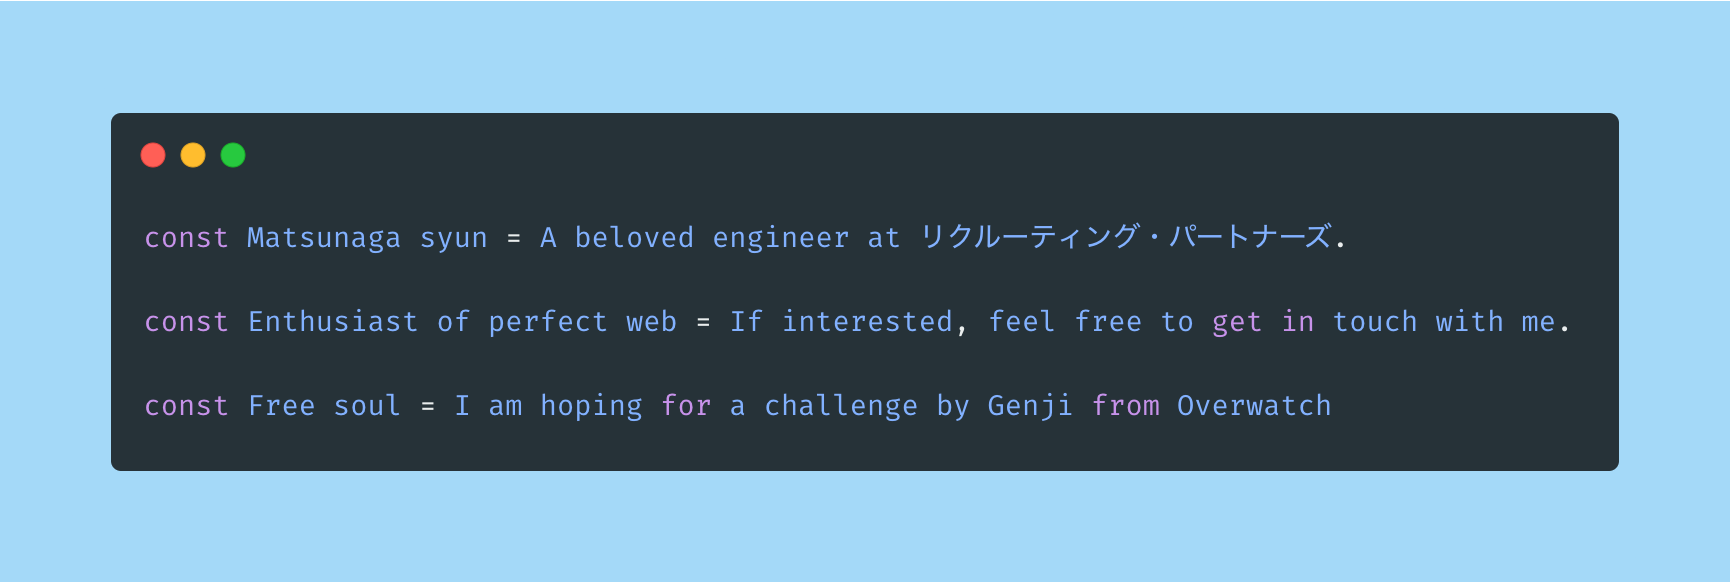 const Matsunaga syun = A beloved engineer at リクルーティング・パートナーズ.
const Enthusiast of perfect web = If interested, feel free to get in touch with me.
const Free soul = I am hoping for a challenge by Genji from Overwatch